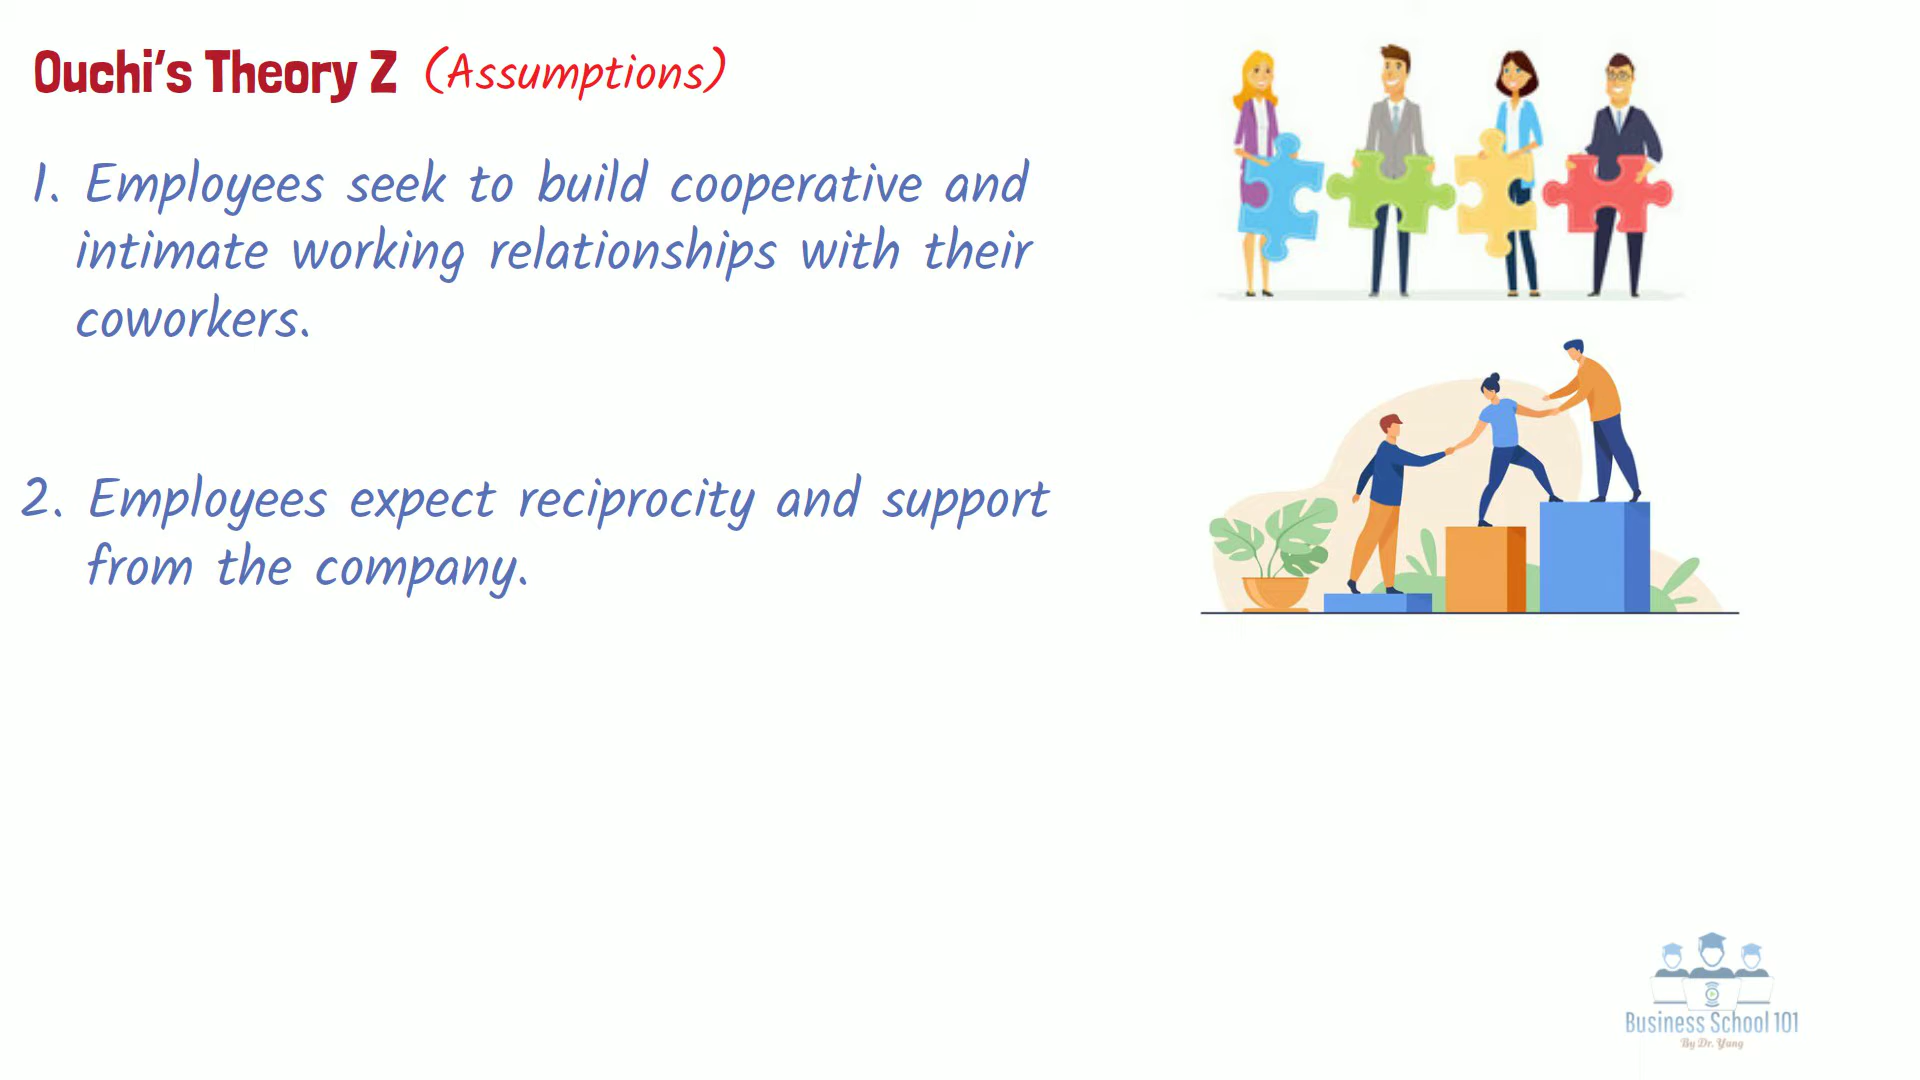 Ouchi's Theory Z (Assumptions)
1. Employees seek to build cooperative and
intimate working relationships with their
coworkers.
2. Employees expect reciprocity and support
from the company.
Business School 101
By Dr. Yang